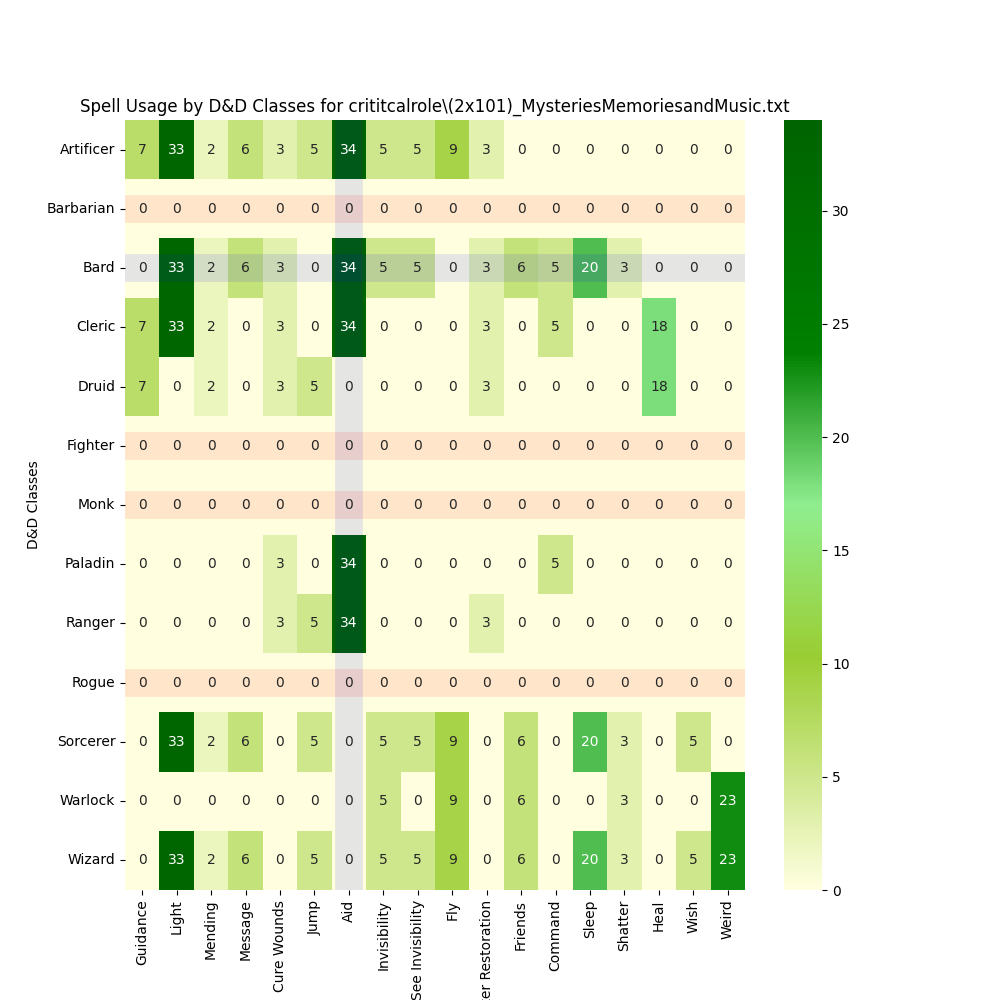 Spell Usage by D&D Classes for crititcalrole\(2x101)_MysteriesMemoriesandMusic.txt
Artificer 7 33 2 6 3 5 34 5 5 9 3 0 0 0 0 0 0 0
Barbarian 0 0 0 0 0 0 0 0 0 0 0 0 0 0 0 0 0 0
Bard 0 33 2 6 3 0 34 5 5 0 3 6 5 20 3 0 0 0
Cleric 7 33 2 0 3 0 34 0 0 0 3 0 5 0 0 18 0 0
Druid 7 0 2 0 3 5 0 0 0 0 3 0 0 0 0 18 0 0
Fighter 0 0 0 0 0 0 0 0 0 0 0 0 0 0 0 0 0 0
Monk 0 0 0 0 0 0 0 0 0 0 0 0 0 0 0 0 0 0
Paladin 0 0 0 0 3 0 34 0 0 0 0 0 5 0 0 0 0 0
Ranger 0 0 0 0 3 5 34 0 0 0 3 0 0 0 0 0 0 0
Rogue 0 0 0 0 0 0 0 0 0 0 0 0 0 0 0 0 0 0
Sorcerer 0 33 2 6 0 5 0 5 5 9 0 6 0 20 3 0 5 0
Warlock 0 0 0 0 0 0 0 5 0 9 0 6 0 0 3 0 0 23
Wizard 0 33 2 6 0 5 0 5 5 9 0 6 0 20 3 0 5 23
D&D Classes
Guidance
Light
Mending
Message
Cure Wounds
Jump
Aid
Invisibility
See Invisibility
Fly
er Restoration
Friends
Command
Sleep
Shatter
Heal
Wish
Weird
30
25
20
15
10
5
0